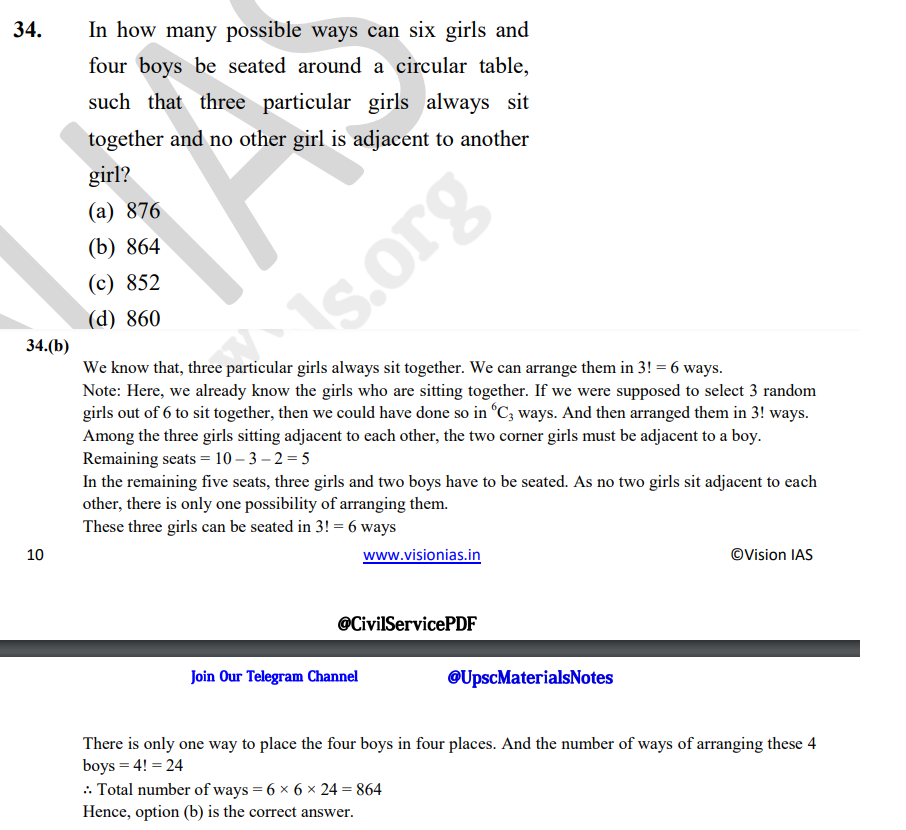 34. In how many possible ways can six girls and
four boys be seated around a circular table,
such that three particular girls always sit
together and no other girl is adjacent to another
girl?
(a) 876
(b) 864
(c) 852
(d) 860
34.(b)
We know that, three particular girls always sit together. We can arrange them in 3! = 6 ways.
Note: Here, we already know the girls who are sitting together. If we were supposed to select 3 random
girls out of 6 to sit together, then we could have done so in ⁶C₃ ways. And then arranged them in 3! ways.
Among the three girls sitting adjacent to each other, the two corner girls must be adjacent to a boy.
Remaining seats = 10 – 3 – 2 = 5
In the remaining five seats, three girls and two boys have to be seated. As no two girls sit adjacent to each
other, there is only one possibility of arranging them.
These three girls can be seated in 3! = 6 ways
10 www.visionias.in ©Vision IAS
@CivilServicePDF
Join Our Telegram Channel @UpscMaterialsNotes
There is only one way to place the four boys in four places. And the number of ways of arranging these 4
boys = 4! = 24
∴ Total number of ways = 6 × 6 × 24 = 864
Hence, option (b) is the correct answer.